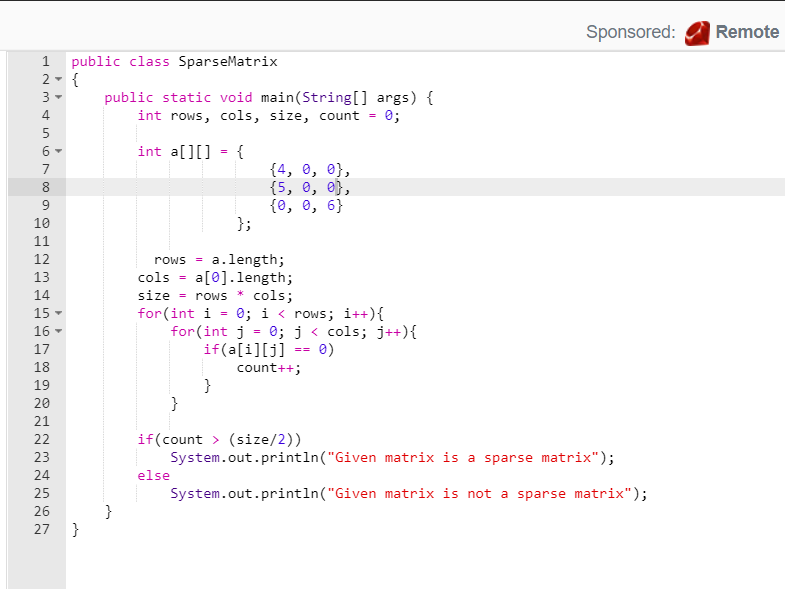 Sponsored: Remote
1 public class SparseMatrix
2 {
3     public static void main(String[] args) {
4         int rows, cols, size, count = 0;
5
6         int a[][] = {
7                         {4, 0, 0},
8                         {5, 0, 0},
9                         {0, 0, 6}
10                     };
11
12           rows = a.length;
13         cols = a[0].length;
14         size = rows * cols;
15         for(int i = 0; i < rows; i++){
16             for(int j = 0; j < cols; j++){
17                 if(a[i][j] == 0)
18                     count++;
19                 }
20             }
21
22         if(count > (size/2))
23             System.out.println("Given matrix is a sparse matrix");
24         else
25             System.out.println("Given matrix is not a sparse matrix");
26     }
27 }